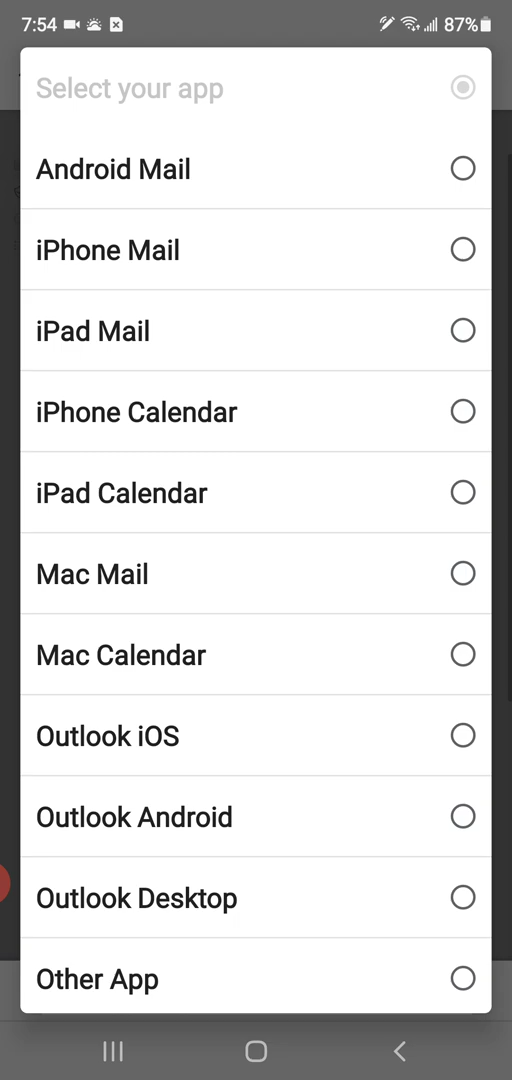 7:54
87%
Select your app
Android Mail
iPhone Mail
iPad Mail
iPhone Calendar
iPad Calendar
Mac Mail
Mac Calendar
Outlook iOS
Outlook Android
Outlook Desktop
Other App